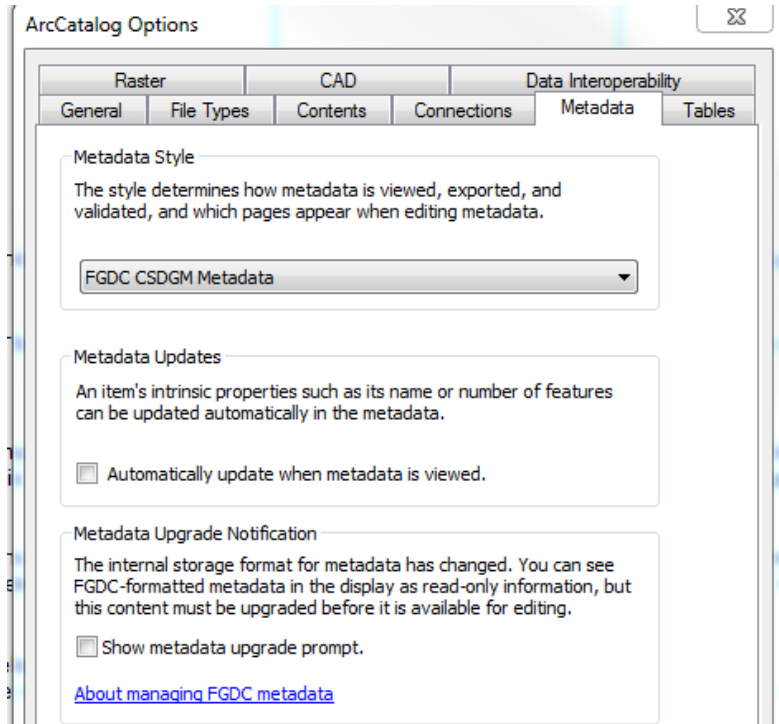 ArcCatalog Options
Raster
CAD
Data Interoperability
General
File Types
Contents
Connections
Metadata
Tables
Metadata Style
The style determines how metadata is viewed, exported, and
validated, and which pages appear when editing metadata.
FGDC CSDGM Metadata
Metadata Updates
An item's intrinsic properties such as its name or number of features
can be updated automatically in the metadata.
Automatically update when metadata is viewed.
Metadata Upgrade Notification
The internal storage format for metadata has changed. You can see
FGDC-formatted metadata in the display as read-only information, but
this content must be upgraded before it is available for editing.
Show metadata upgrade prompt.
About managing FGDC metadata